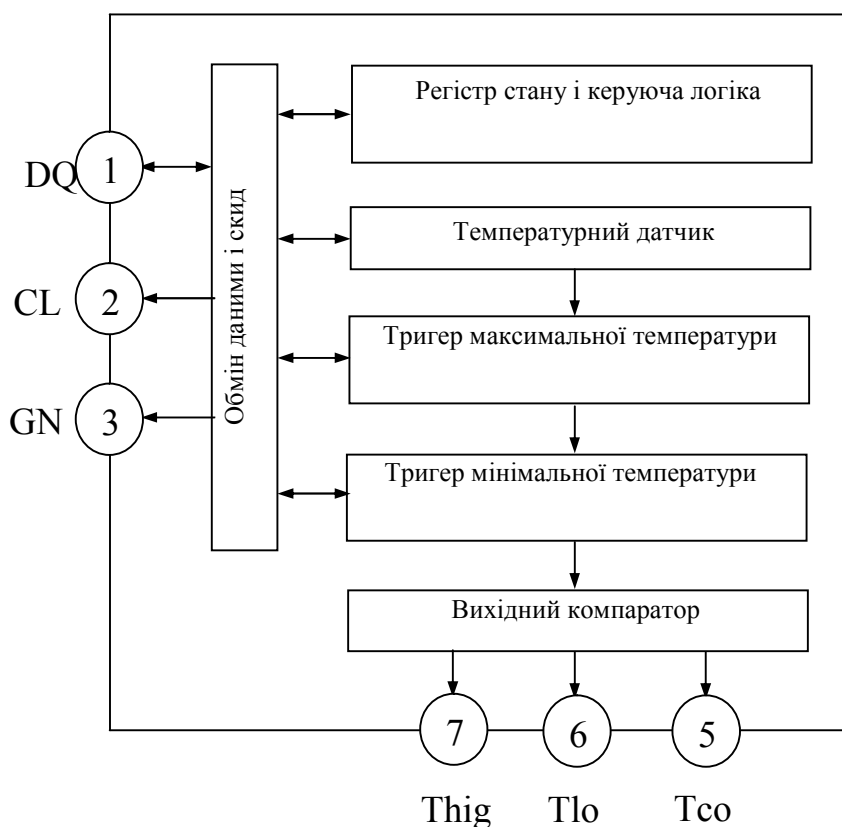 Регістр стану і керуюча логіка
DQ
1
Обмін даними і скид
Температурний датчик
CL
2
Тригер максимальної температури
GN
3
Тригер мінімальної температури
Вихідний компаратор
7
6
5
Thig
Tlo
Tco